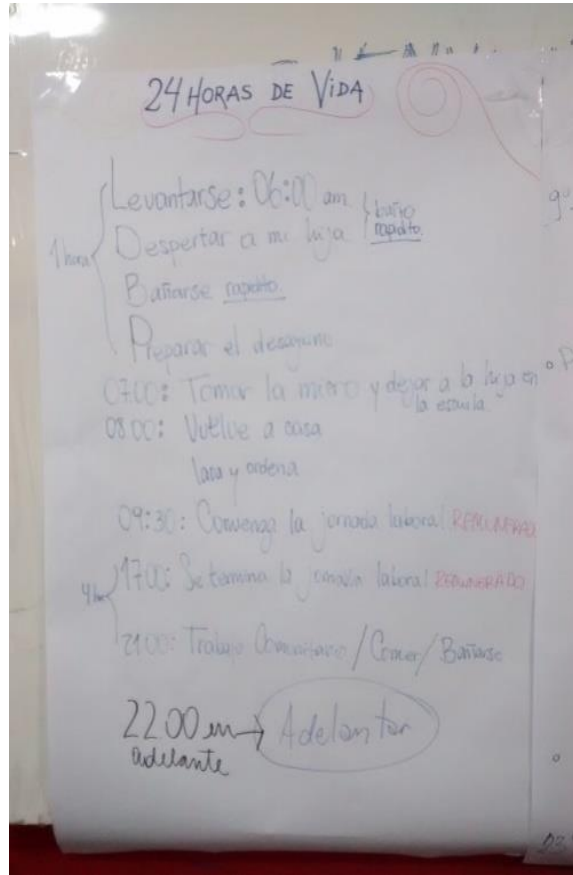 24 HORAS DE ViDA
Levantarse: 06:00 am.
Despertar a mi hija
baño
rapidito.
1 hora
Bañarse rapidito
Preparar el desayuno
07:00: Tomar la micro y dejar a la hija en
la escuela.
08:00: Vuelve a casa
lava y ordena
09:30: Comienza la jornada laboral REMUNERAD
17:00: Se termina la jornada laboral REMUNERADO
21:00: Trabajo Comunitario / Comer / Bañarse
22:00 en → Adelantar
adelante